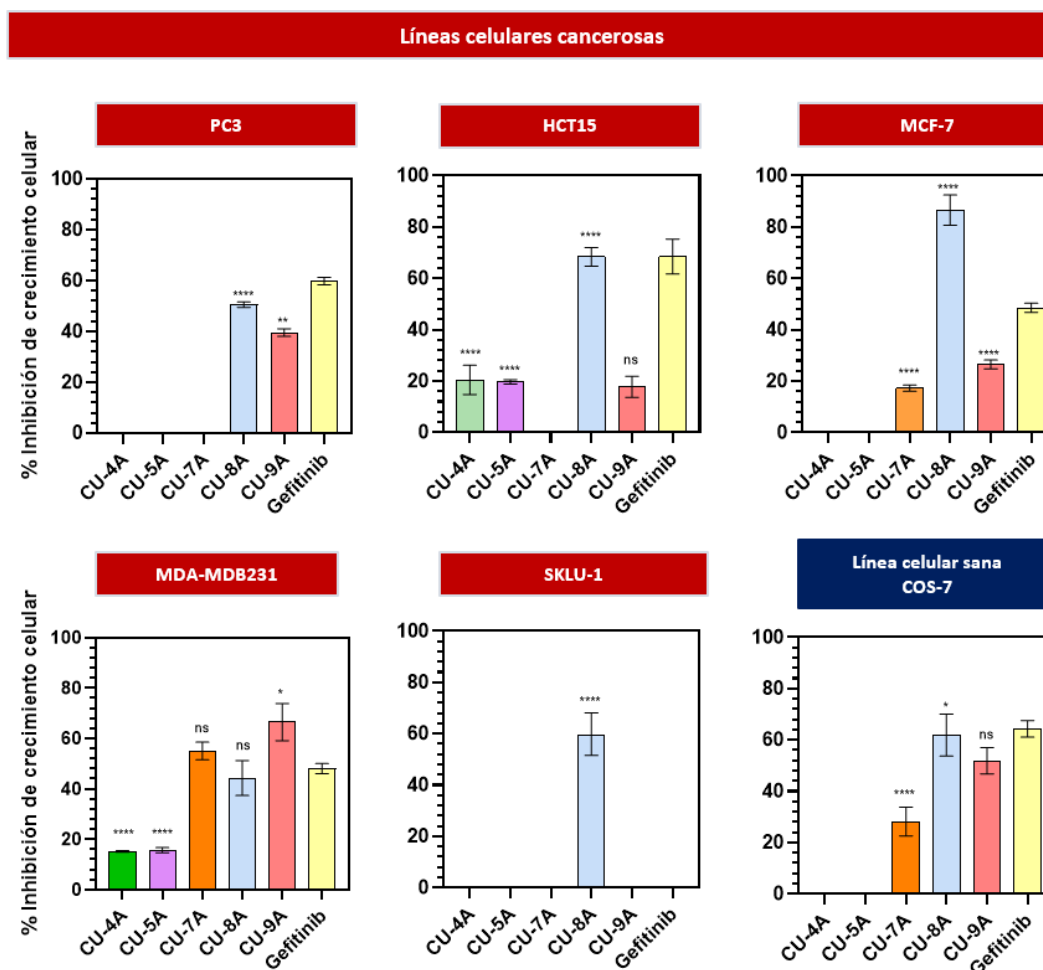 Líneas celulares cancerosas
PC3
HCT15
MCF-7
% Inhibición de crecimiento celular
100
80
60
40
20
0
****
**
CU-4A
CU-5A
CU-7A
CU-8A
CU-9A
Gefitinib
100
80
60
40
20
0
****
****
****
ns
CU-4A
CU-5A
CU-7A
CU-8A
CU-9A
Gefitinib
100
80
60
40
20
0
****
****
****
CU-4A
CU-5A
CU-7A
CU-8A
CU-9A
Gefitinib
MDA-MDB231
SKLU-1
Línea celular sana
COS-7
% Inhibición de crecimiento celular
100
80
60
40
20
0
****
****
ns
ns
*
CU-4A
CU-5A
CU-7A
CU-8A
CU-9A
Gefitinib
100
80
60
40
20
0
****
CU-4A
CU-5A
CU-7A
CU-8A
CU-9A
Gefitinib
100
80
60
40
20
0
****
*
ns
CU-4A
CU-5A
CU-7A
CU-8A
CU-9A
Gefitinib